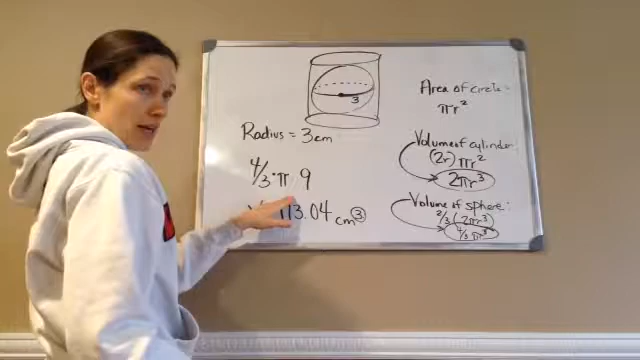 3
Radius = 3cm
4/3 · π 9
113.04 cm³
Area of circle =
πr²
Volume of cylinder:
(2r) πr²
2πr³
Volume of sphere:
2/3 (2πr³)
4/3 πr³